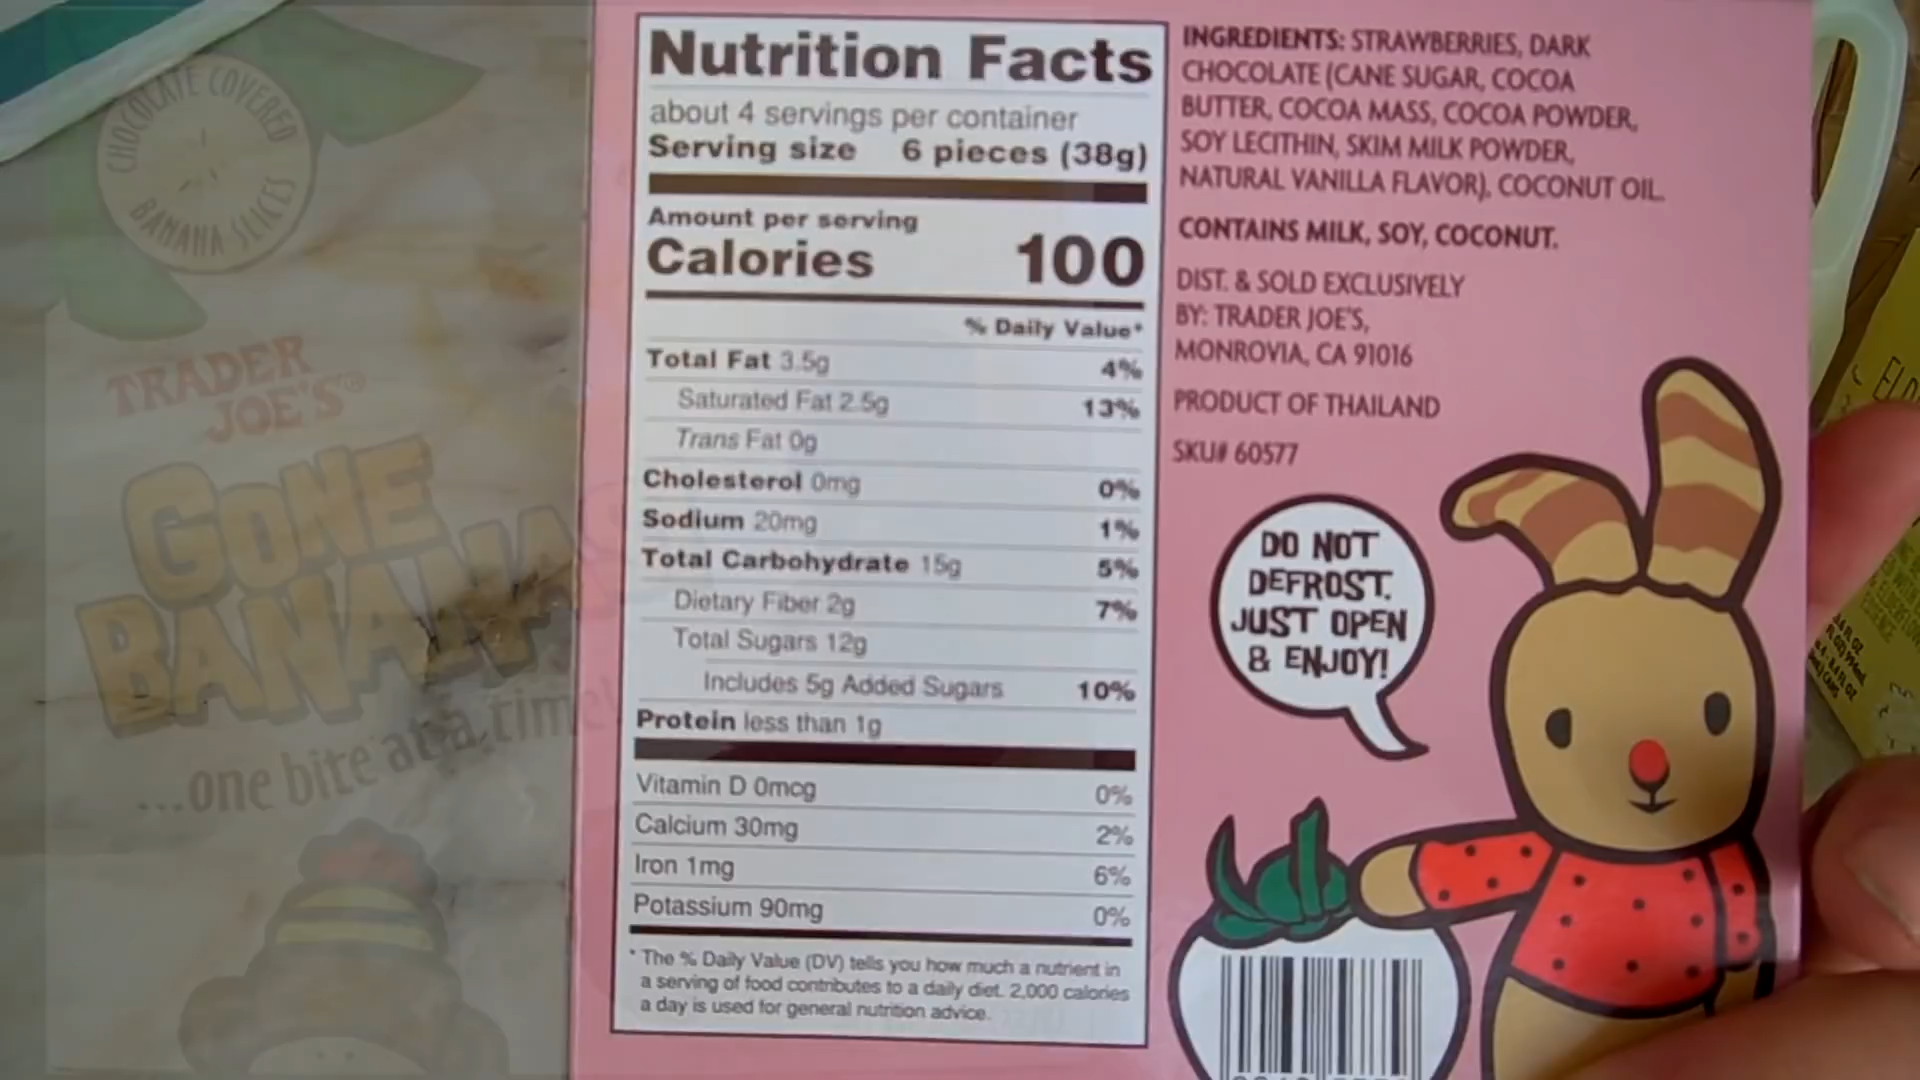 CHOCOLATE COVERED
BANANA SLICES
TRADER
JOE'S®
GONE
BANANAS
...one bite at a time!
Nutrition Facts
about 4 servings per container
Serving size 6 pieces (38g)
Amount per serving
Calories 100
% Daily Value*
Total Fat 3.5g 4%
Saturated Fat 2.5g 13%
Trans Fat 0g
Cholesterol 0mg 0%
Sodium 20mg 1%
Total Carbohydrate 15g 5%
Dietary Fiber 2g 7%
Total Sugars 12g
Includes 5g Added Sugars 10%
Protein less than 1g
Vitamin D 0mcg 0%
Calcium 30mg 2%
Iron 1mg 6%
Potassium 90mg 0%
* The % Daily Value (DV) tells you how much a nutrient in
a serving of food contributes to a daily diet. 2,000 calories
a day is used for general nutrition advice.
INGREDIENTS: STRAWBERRIES, DARK
CHOCOLATE (CANE SUGAR, COCOA
BUTTER, COCOA MASS, COCOA POWDER,
SOY LECITHIN, SKIM MILK POWDER,
NATURAL VANILLA FLAVOR), COCONUT OIL.
CONTAINS MILK, SOY, COCONUT.
DIST. & SOLD EXCLUSIVELY
BY: TRADER JOE'S,
MONROVIA, CA 91016
PRODUCT OF THAILAND
SKU# 60577
DO NOT
DEFROST.
JUST OPEN
& ENJOY!